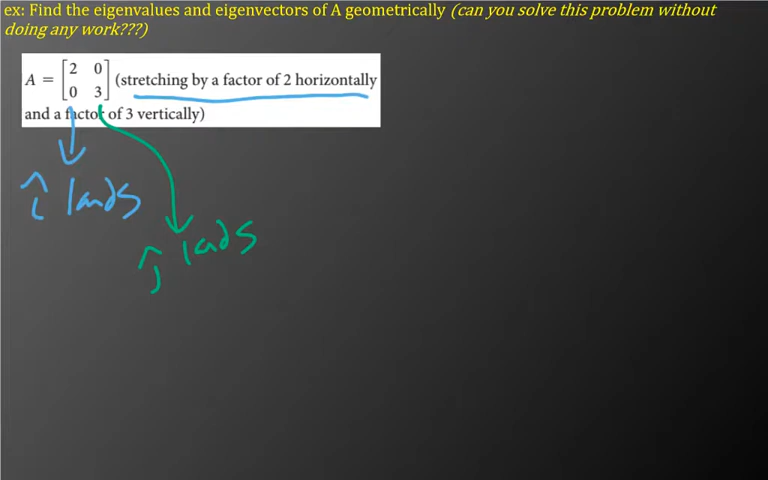 ex: Find the eigenvalues and eigenvectors of A geometrically (can you solve this problem without
doing any work???)
A = [2 0
0 3] (stretching by a factor of 2 horizontally
and a factor of 3 vertically)
î lands
ĵ lands